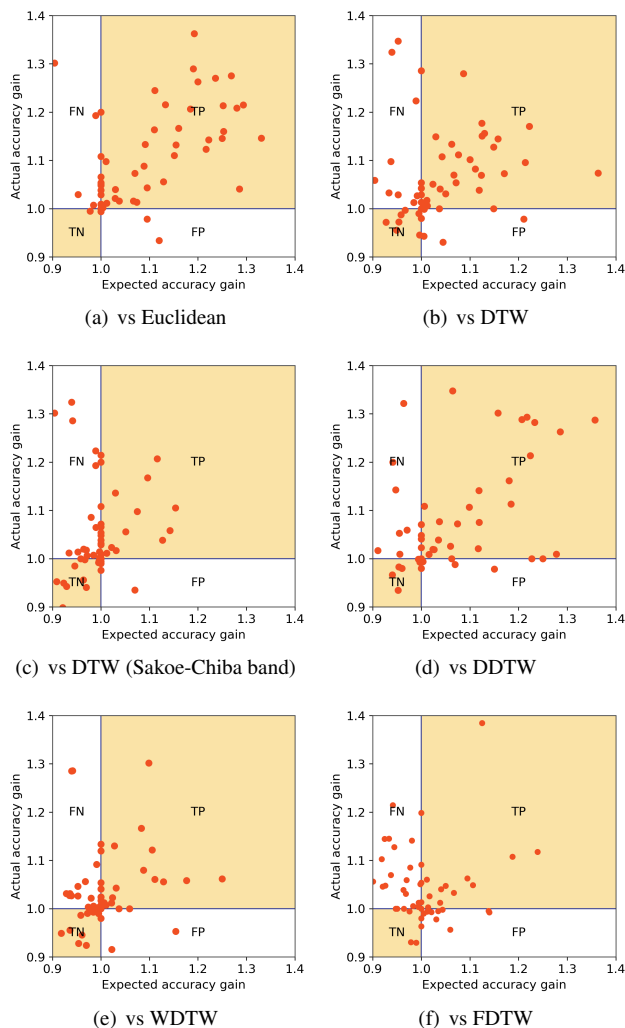 1.4 1.4
1.3 1.3
1.2 FN TP 1.2 FN TP
1.1 1.1
1.0 1.0
TN FP TN FP
0.9 0.9
0.9 1.0 1.1 1.2 1.3 1.4 0.9 1.0 1.1 1.2 1.3 1.4
Actual accuracy gain Actual accuracy gain
Expected accuracy gain Expected accuracy gain
(a) vs Euclidean (b) vs DTW
1.4 1.4
1.3 1.3
1.2 FN TP 1.2 FN TP
1.1 1.1
1.0 1.0
TN FP TN FP
0.9 0.9
0.9 1.0 1.1 1.2 1.3 1.4 0.9 1.0 1.1 1.2 1.3 1.4
Actual accuracy gain Actual accuracy gain
Expected accuracy gain Expected accuracy gain
(c) vs DTW (Sakoe-Chiba band) (d) vs DDTW
1.4 1.4
1.3 1.3
1.2 FN TP 1.2 FN TP
1.1 1.1
1.0 1.0
TN FP TN FP
0.9 0.9
0.9 1.0 1.1 1.2 1.3 1.4 0.9 1.0 1.1 1.2 1.3 1.4
Actual accuracy gain Actual accuracy gain
Expected accuracy gain Expected accuracy gain
(e) vs WDTW (f) vs FDTW